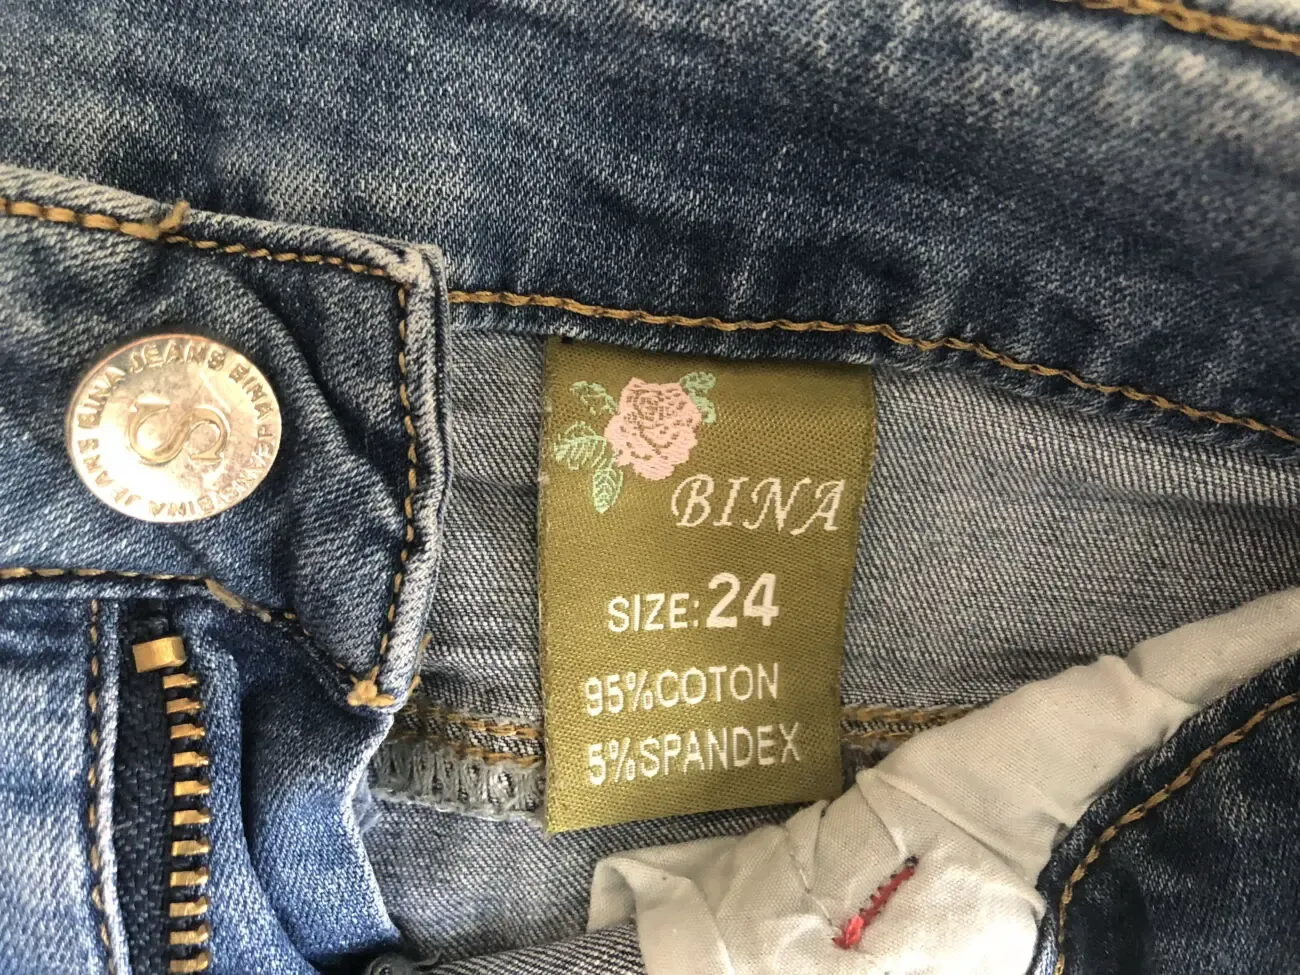 BINA JEANS BINA JEANS BINA JEANS
S
BINA
SIZE: 24
95%COTON
5%SPANDEX